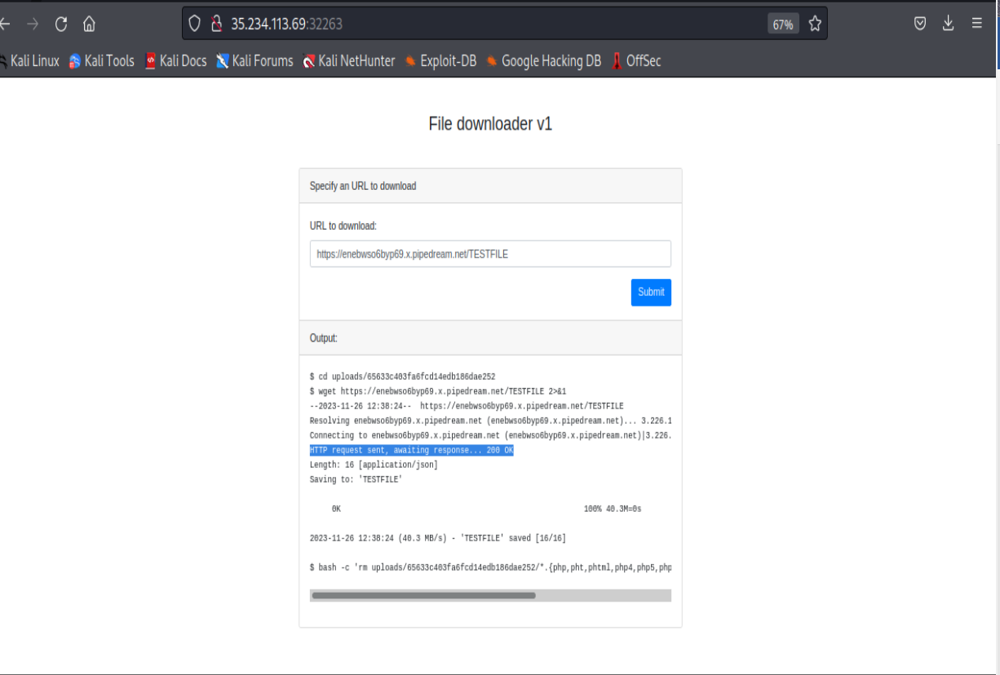 35.234.113.69:32263
67%
Kali Linux Kali Tools Kali Docs Kali Forums Kali NetHunter Exploit-DB Google Hacking DB OffSec
File downloader v1
Specify an URL to download
URL to download:
https://enebwso6byp69.x.pipedream.net/TESTFILE
Submit
Output:
$ cd uploads/65633c403fa6fcd14edb186dae252
$ wget https://enebwso6byp69.x.pipedream.net/TESTFILE 2>&1
--2023-11-26 12:38:24--  https://enebwso6byp69.x.pipedream.net/TESTFILE
Resolving enebwso6byp69.x.pipedream.net (enebwso6byp69.x.pipedream.net)... 3.226.1
Connecting to enebwso6byp69.x.pipedream.net (enebwso6byp69.x.pipedream.net)|3.226.
HTTP request sent, awaiting response... 200 OK
Length: 16 [application/json]
Saving to: 'TESTFILE'
0K 100% 40.3M=0s
2023-11-26 12:38:24 (40.3 MB/s) - 'TESTFILE' saved [16/16]
$ bash -c 'rm uploads/65633c403fa6fcd14edb186dae252/*.{php,pht,phtml,php4,php5,php